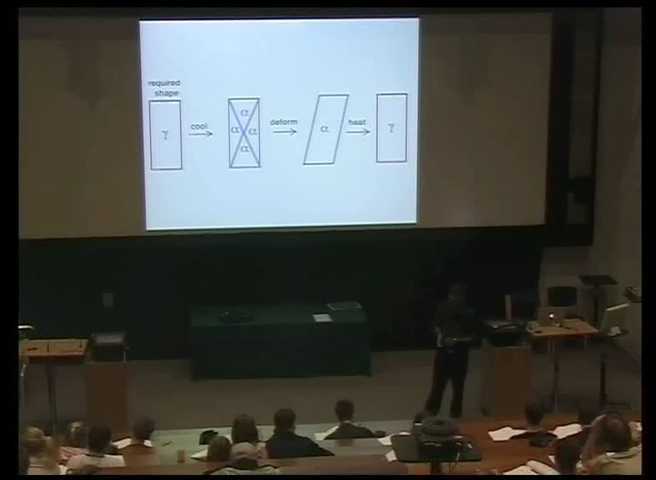 required
shape
γ
cool
α
α α
α
deform
α
heat
γ